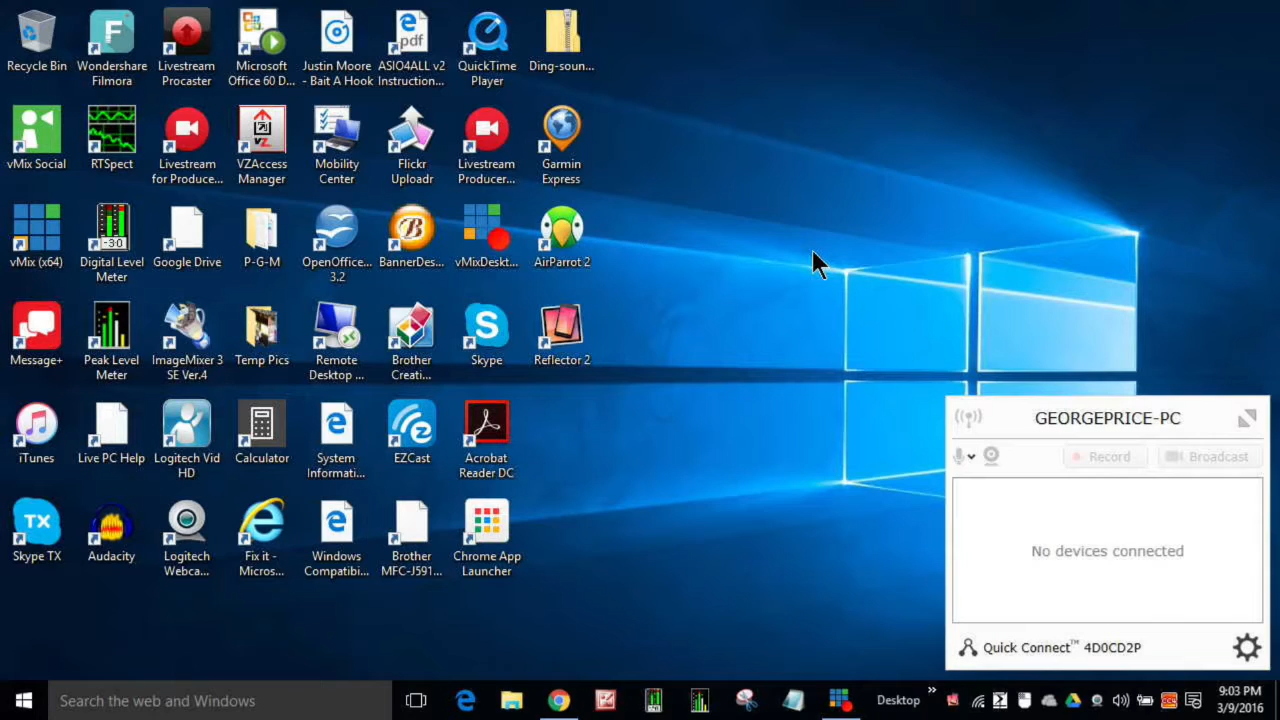 Recycle Bin
Wondershare
Filmora
Livestream
Procaster
Microsoft
Office 60 D...
Justin Moore
- Bait A Hook
pdf
ASIO4ALL v2
Instruction...
QuickTime
Player
Ding-soun...
vMix Social
RTSpect
Livestream
for Produce...
VZ
VZAccess
Manager
Mobility
Center
Flickr
Uploadr
Livestream
Producer...
Garmin
Express
vMix (x64)
-3.0
Digital Level
Meter
Google Drive
P-G-M
OpenOffice...
3.2
B
BannerDes...
vMixDeskt...
AirParrot 2
Message+
Peak Level
Meter
ImageMixer 3
SE Ver.4
Temp Pics
Remote
Desktop ...
Brother
Creati...
Skype
Reflector 2
iTunes
Live PC Help
Logitech Vid
HD
Calculator
System
Informati...
EZCast
Acrobat
Reader DC
TX
Skype TX
Audacity
Logitech
Webca...
Fix it -
Micros...
Windows
Compatibi...
Brother
MFC-J591...
Chrome App
Launcher
GEORGEPRICE-PC
Record
Broadcast
No devices connected
Quick Connect™ 4D0CD2P
Search the web and Windows
Desktop
9:03 PM
3/9/2016